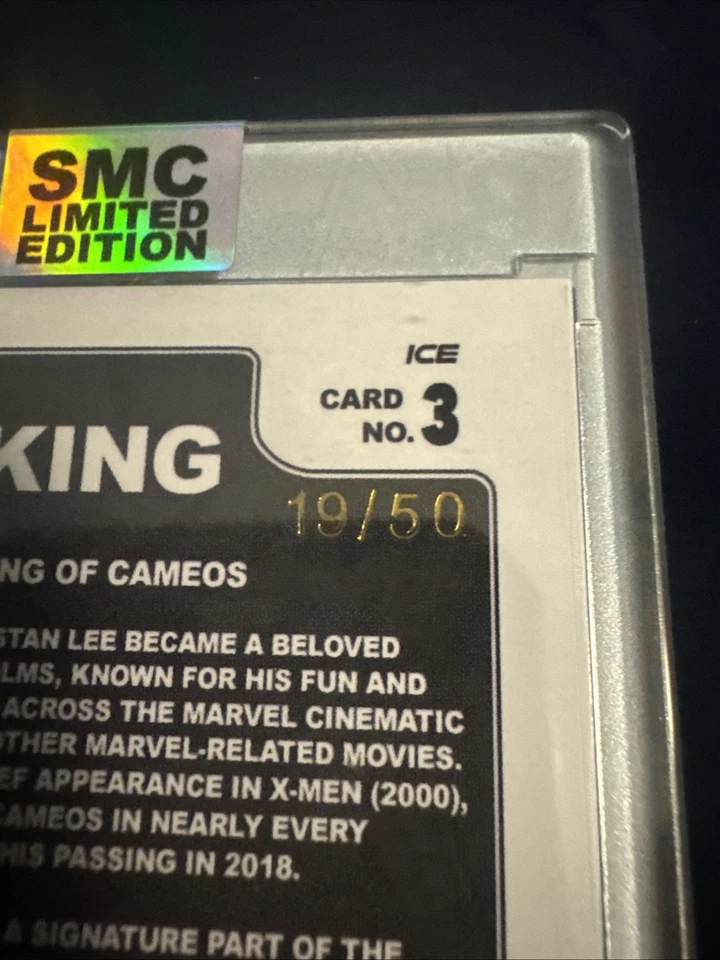 SMC
LIMITED
EDITION
ICE
CARD
NO. 3
KING
19/50
NG OF CAMEOS
STAN LEE BECAME A BELOVED
LMS, KNOWN FOR HIS FUN AND
ACROSS THE MARVEL CINEMATIC
OTHER MARVEL-RELATED MOVIES.
EF APPEARANCE IN X-MEN (2000),
CAMEOS IN NEARLY EVERY
HIS PASSING IN 2018.
A SIGNATURE PART OF THE